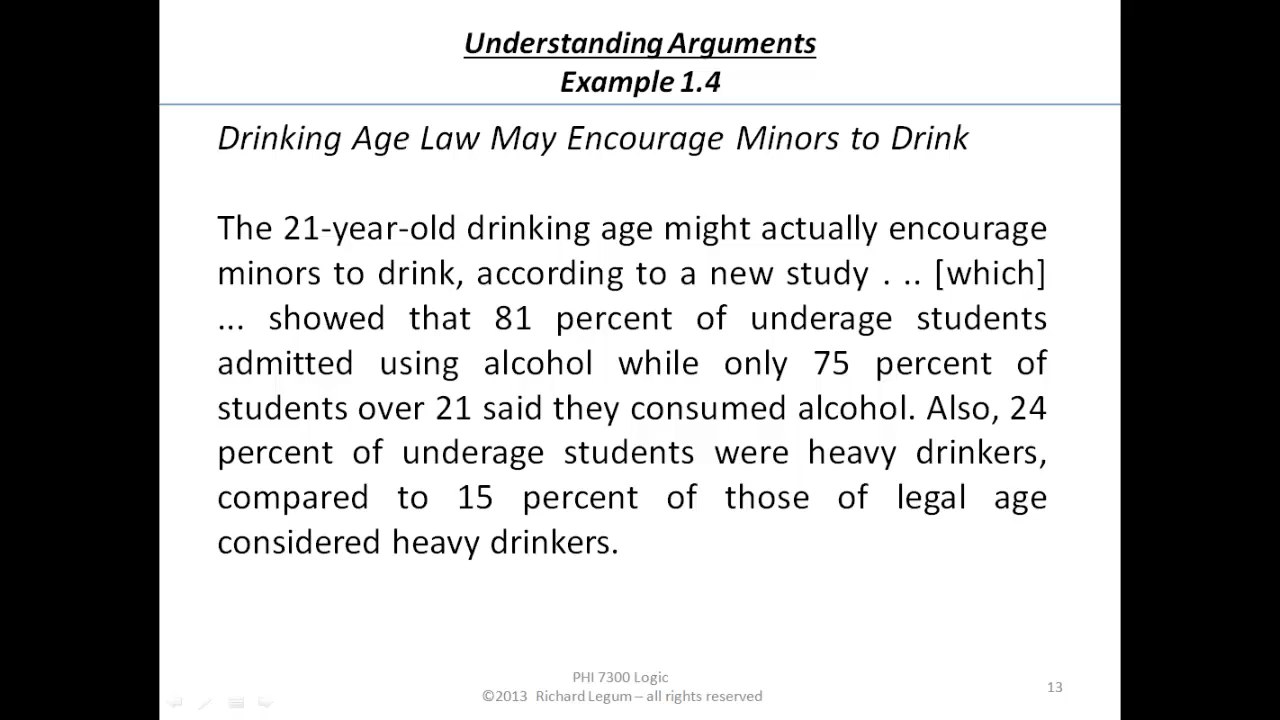 Understanding Arguments
Example 1.4
Drinking Age Law May Encourage Minors to Drink
The 21-year-old drinking age might actually encourage
minors to drink, according to a new study . .. [which]
... showed that 81 percent of underage students
admitted using alcohol while only 75 percent of
students over 21 said they consumed alcohol. Also, 24
percent of underage students were heavy drinkers,
compared to 15 percent of those of legal age
considered heavy drinkers.
PHI 7300 Logic
©2013 Richard Legum – all rights reserved
13